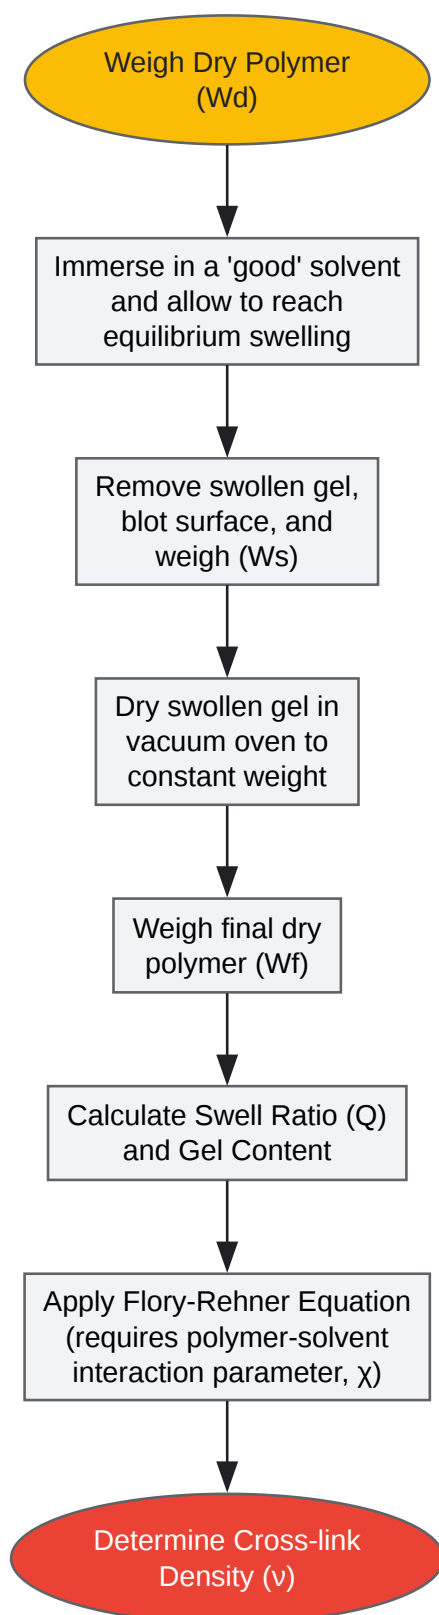 Weigh Dry Polymer
(Wd)
Immerse in a 'good' solvent
and allow to reach
equilibrium swelling
Remove swollen gel,
blot surface, and
weigh (Ws)
Dry swollen gel in
vacuum oven to
constant weight
Weigh final dry
polymer (Wf)
Calculate Swell Ratio (Q)
and Gel Content
Apply Flory-Rehner Equation
(requires polymer-solvent
interaction parameter, χ)
Determine Cross-link
Density (ν)